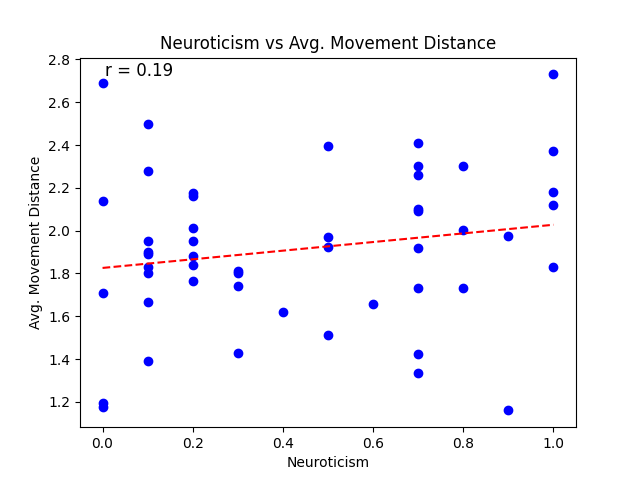 Neuroticism vs Avg. Movement Distance
r = 0.19
Avg. Movement Distance
2.8
2.6
2.4
2.2
2.0
1.8
1.6
1.4
1.2
0.0 0.2 0.4 0.6 0.8 1.0
Neuroticism